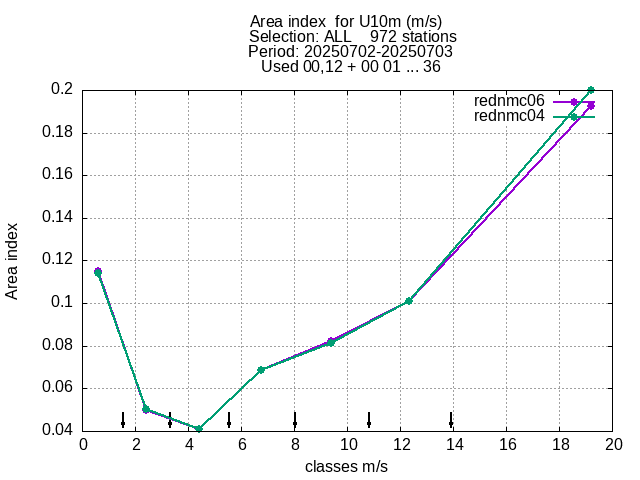 Area index  for U10m (m/s)
Selection: ALL    972 stations
Period: 20250702-20250703
Used 00,12 + 00 01 ... 36
rednmc06
rednmc04
0.2
0.18
0.16
0.14
0.12
0.1
0.08
0.06
0.04
Area index
0 2 4 6 8 10 12 14 16 18 20
classes m/s